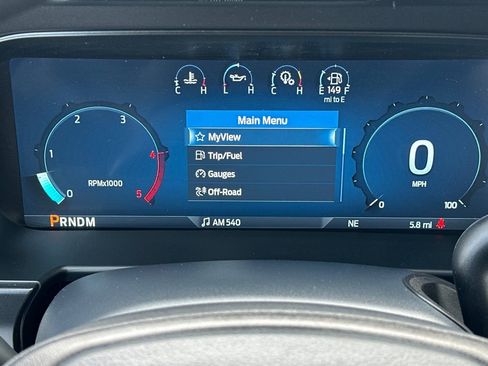 C H L H C H E 149 F
mi to E
Main Menu
MyView
Trip/Fuel
Gauges
Off-Road
0 1 2 3 4 5
RPMx1000
0
MPH
0 100
PRNDM
AM 540
NE
5.8 mi